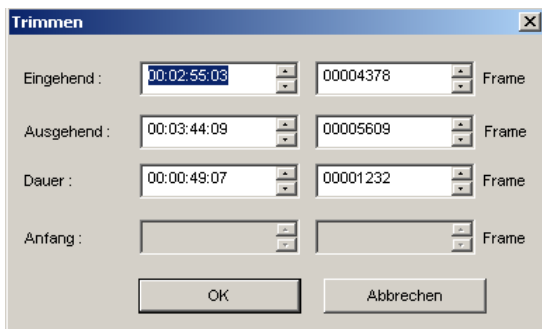 Trimmen
Eingehend : 00:02:55:03 00004378 Frame
Ausgehend : 00:03:44:09 00005609 Frame
Dauer : 00:00:49:07 00001232 Frame
Anfang : Frame
OK Abbrechen